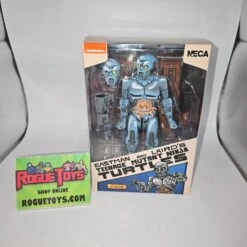 nickelodeon
NECA
ROGUE TOYS
SHOP ONLINE
ROGUETOYS.COM
EASTMAN AND LAIRD'S
TEENAGE MUTANT NINJA
TURTLES